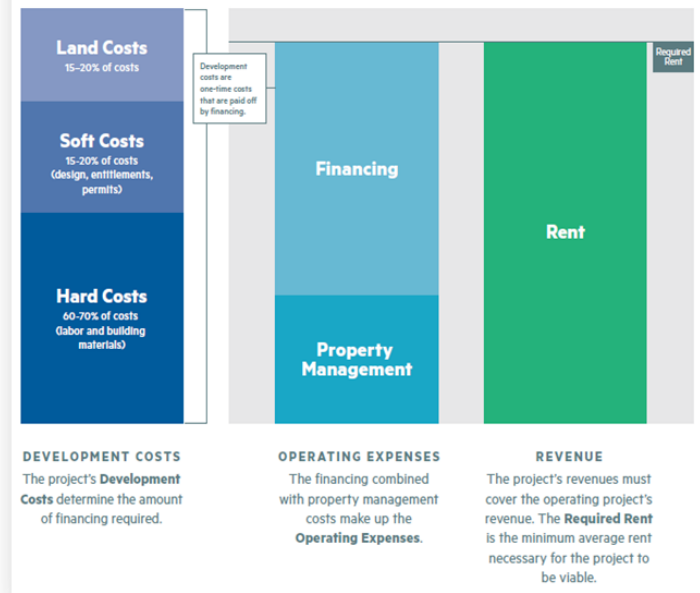 Land Costs
15–20% of costs
Soft Costs
15-20% of costs
(design, entitlements,
permits)
Hard Costs
60-70% of costs
(labor and building
materials)
Development
costs are
one-time costs
that are paid off
by financing.
Financing
Property
Management
Rent
Required
Rent
DEVELOPMENT COSTS
The project's Development
Costs determine the amount
of financing required.
OPERATING EXPENSES
The financing combined
with property management
costs make up the
Operating Expenses.
REVENUE
The project's revenues must
cover the operating project's
revenue. The Required Rent
is the minimum average rent
necessary for the project to
be viable.